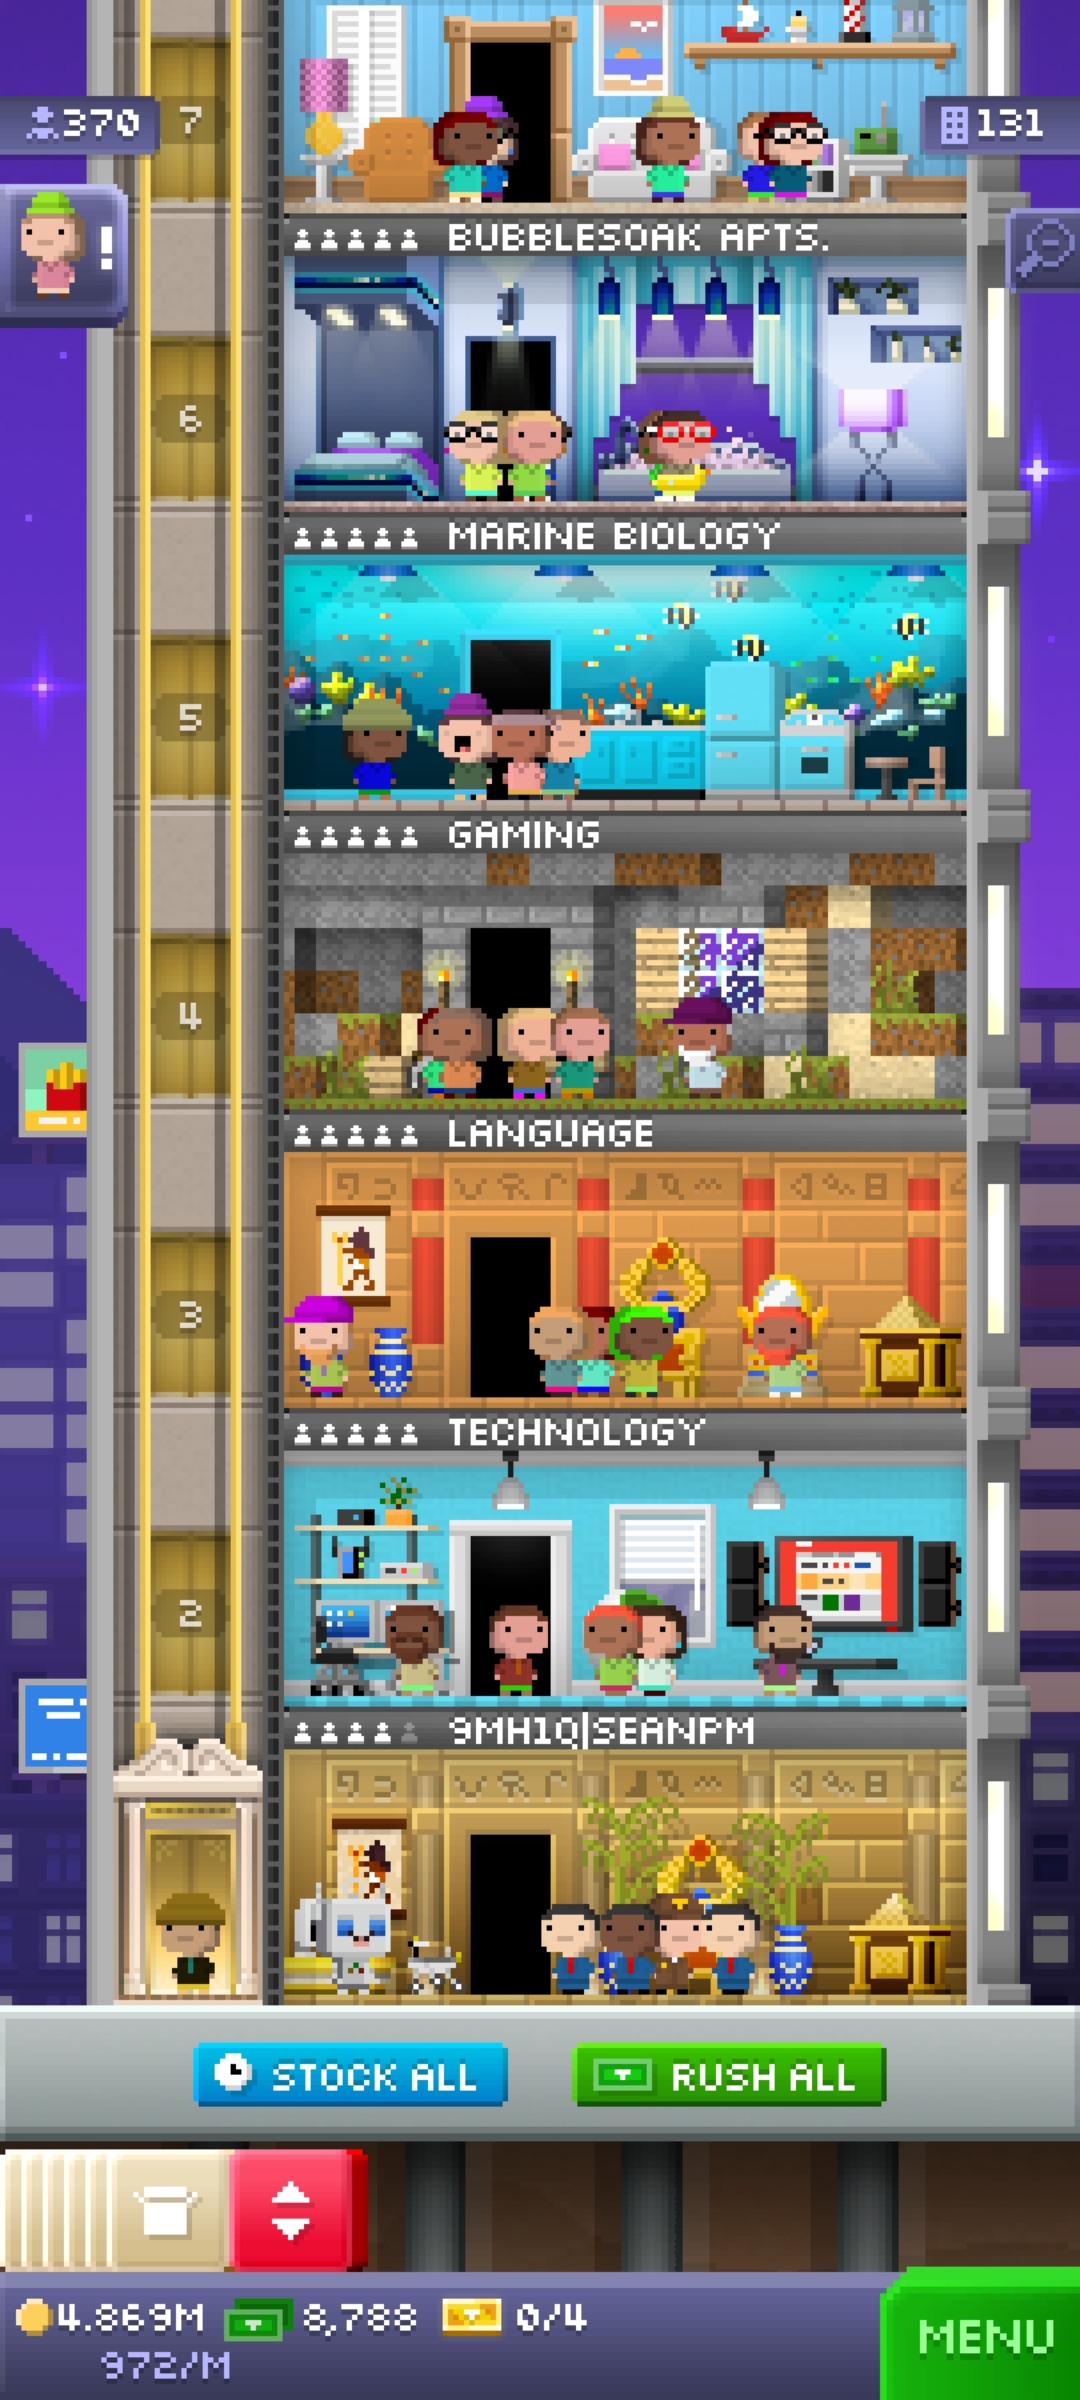 7
370
131
!
BUBBLESOAK APTS.
6
MARINE BIOLOGY
5
GAMING
4
LANGUAGE
3
TECHNOLOGY
2
9MH1Q|SEANPM
STOCK ALL
RUSH ALL
4.869M
8,788
0/4
972/M
MENU